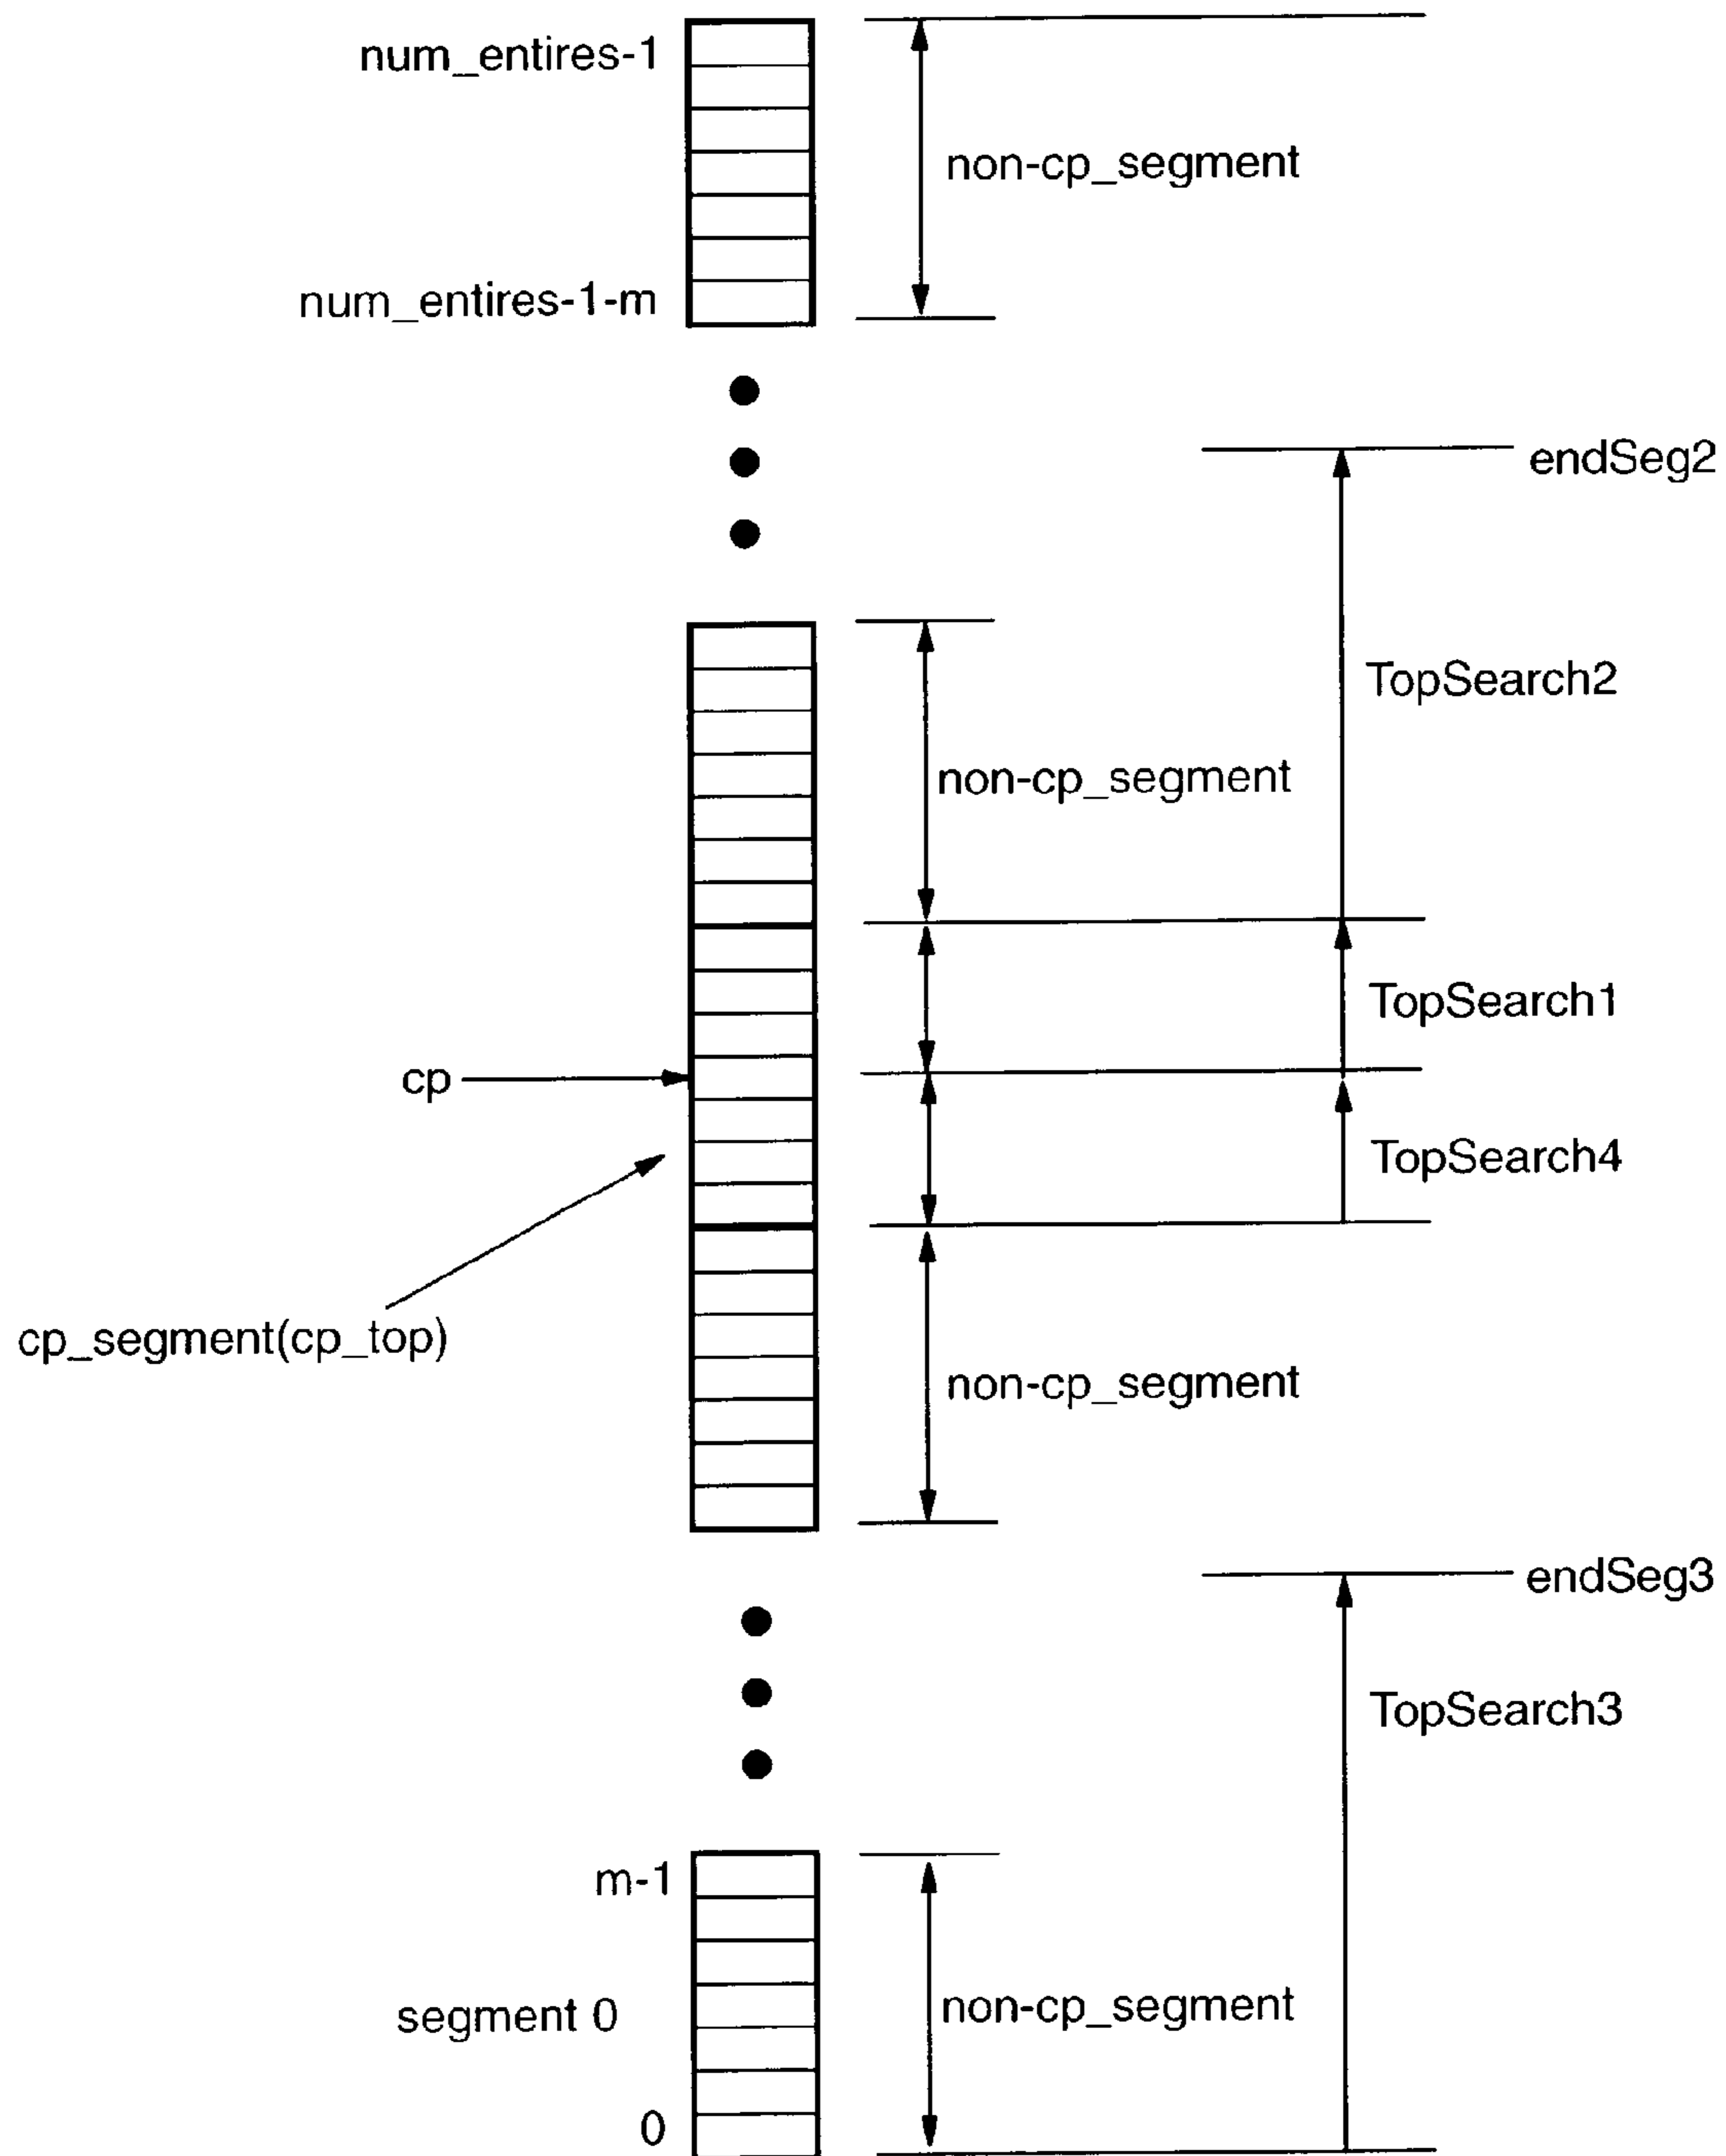 num_entires-1
non-cp_segment
num_entires-1-m
endSeg2
TopSearch2
non-cp_segment
TopSearch1
cp
TopSearch4
cp_segment(cp_top)
non-cp_segment
endSeg3
TopSearch3
m-1
segment 0
non-cp_segment
0